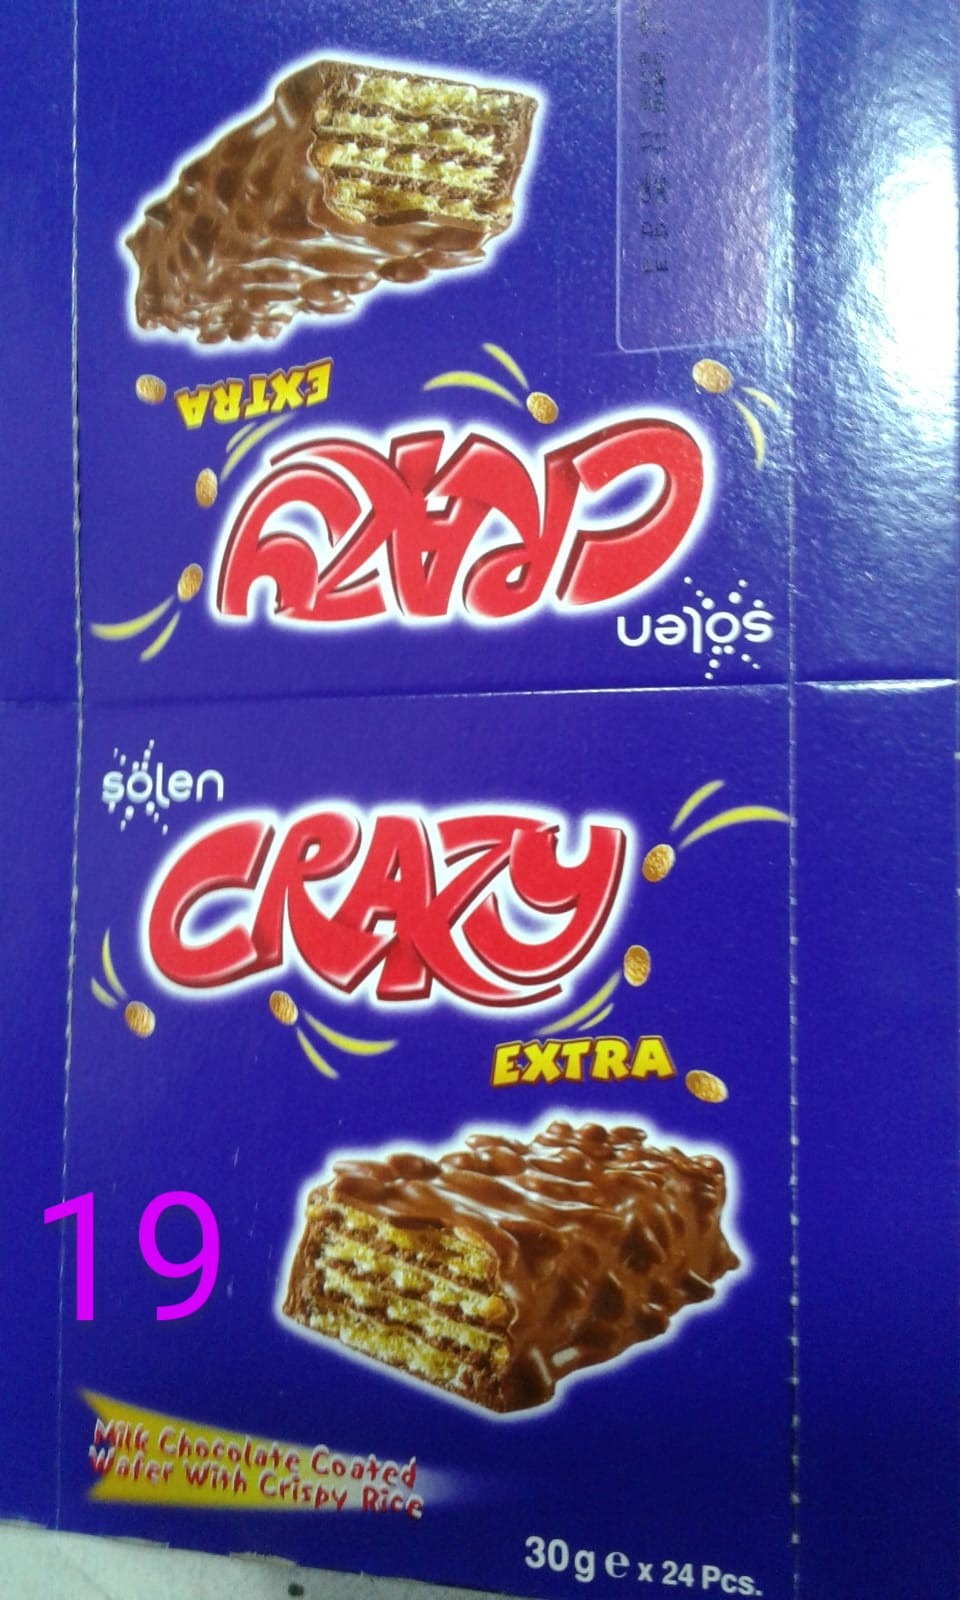 EXTRA
CRAZY
şölen
şölen
CRAZY
EXTRA
19
Milk Chocolate Coated
Wafer With Crispy Rice
30g e x 24 Pcs.